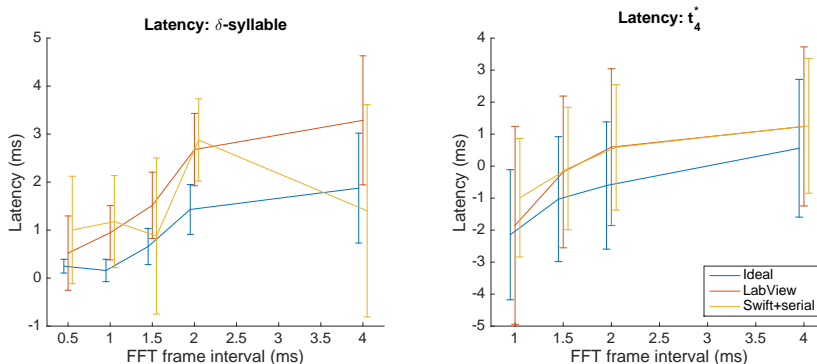 Latency: δ-syllable
Latency (ms)
5
4
3
2
1
0
-1
0.5 1 1.5 2 2.5 3 3.5 4
FFT frame interval (ms)
Latency: t*4
Latency (ms)
4
3
2
1
0
-1
-2
-3
-4
-5
1 1.5 2 2.5 3 3.5 4
FFT frame interval (ms)
Ideal
LabView
Swift+serial